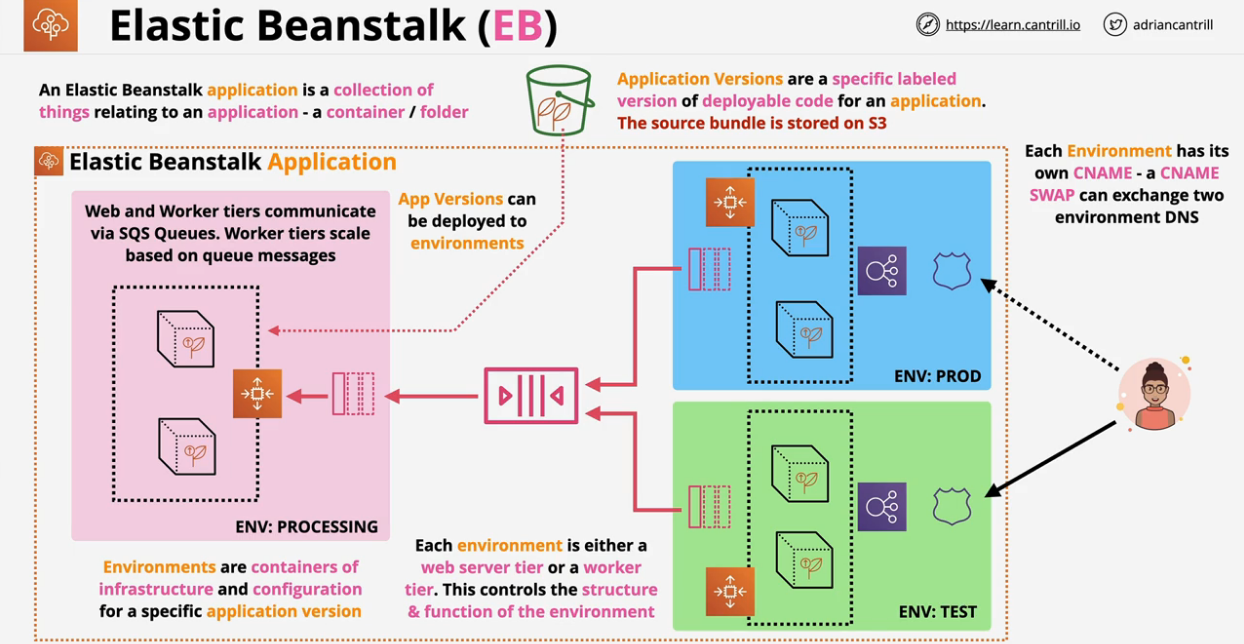 Elastic Beanstalk (EB)
https://learn.cantrill.io
adriancantrill
An Elastic Beanstalk application is a collection of
things relating to an application - a container / folder
Application Versions are a specific labeled
version of deployable code for an application.
The source bundle is stored on S3
Elastic Beanstalk Application
Each Environment has its
own CNAME - a CNAME
SWAP can exchange two
environment DNS
Web and Worker tiers communicate
via SQS Queues. Worker tiers scale
based on queue messages
App Versions can
be deployed to
environments
ENV: PROD
ENV: PROCESSING
Environments are containers of
infrastructure and configuration
for a specific application version
Each environment is either a
web server tier or a worker
tier. This controls the structure
& function of the environment
ENV: TEST